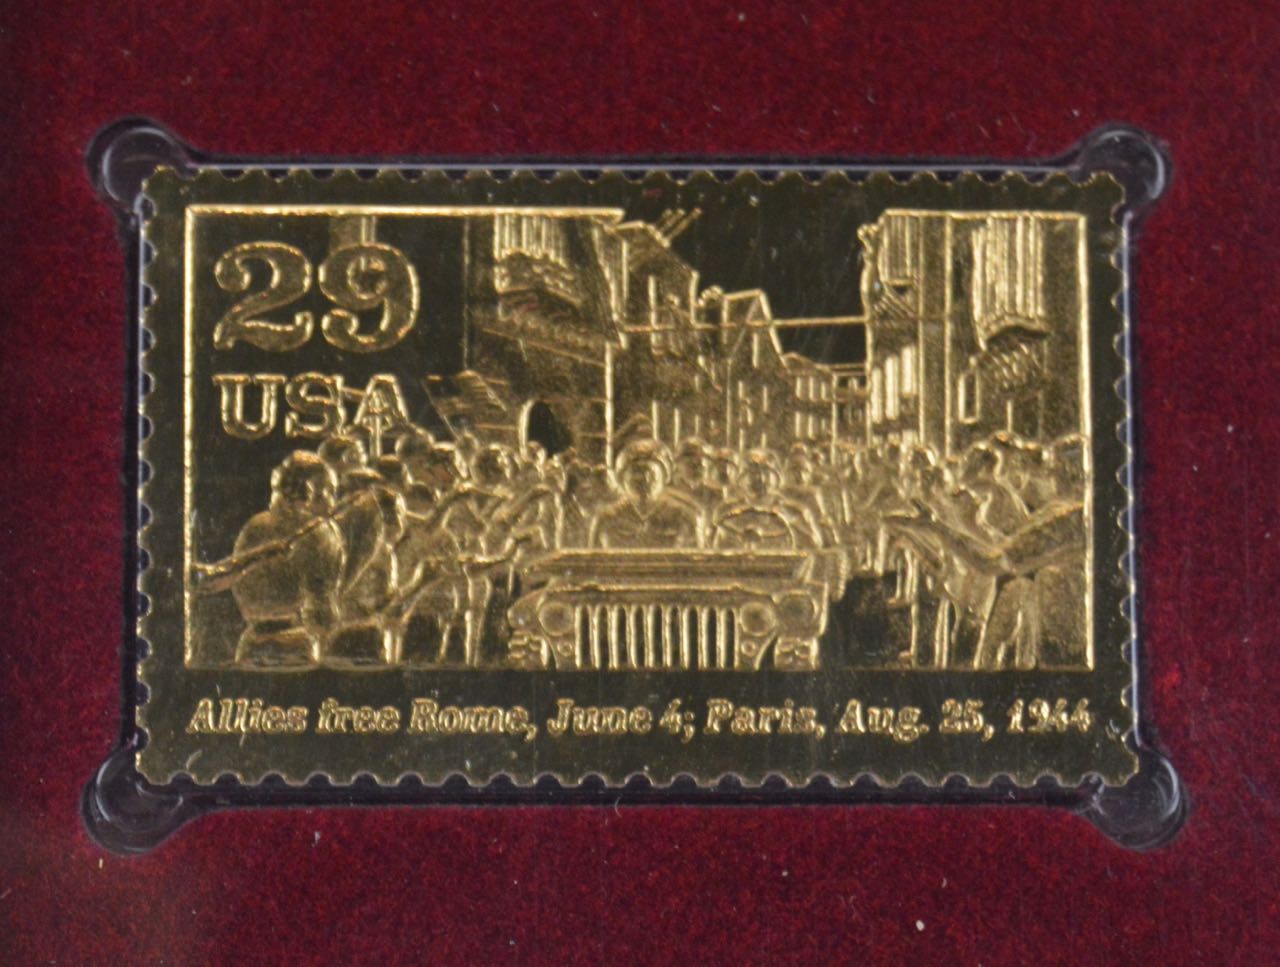 29
USA
Allies free Rome, June 4; Paris, Aug. 25, 1944